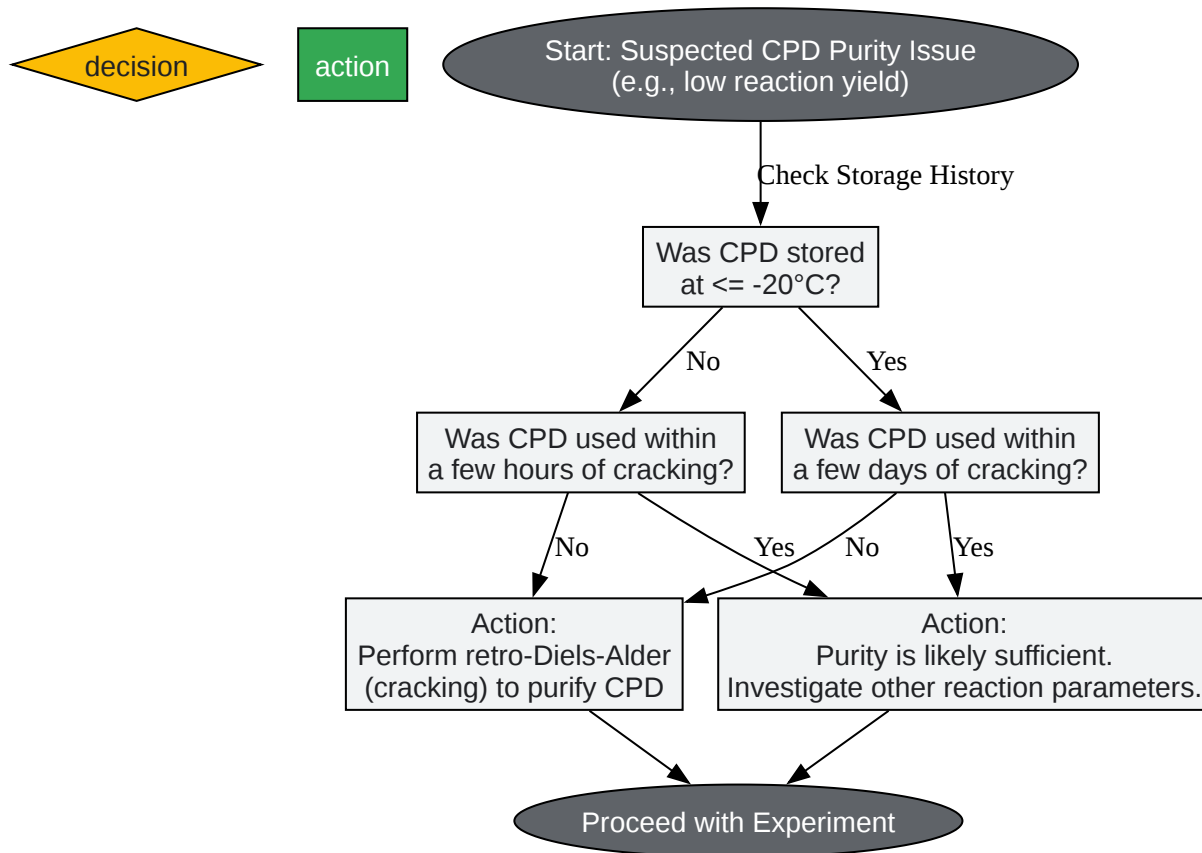 decision
action
Start: Suspected CPD Purity Issue
(e.g., low reaction yield)
Check Storage History
Was CPD stored
at <= -20°C?
No
Yes
Was CPD used within
a few hours of cracking?
Was CPD used within
a few days of cracking?
No
Yes
No
Yes
Action:
Perform retro-Diels-Alder
(cracking) to purify CPD
Action:
Purity is likely sufficient.
Investigate other reaction parameters.
Proceed with Experiment